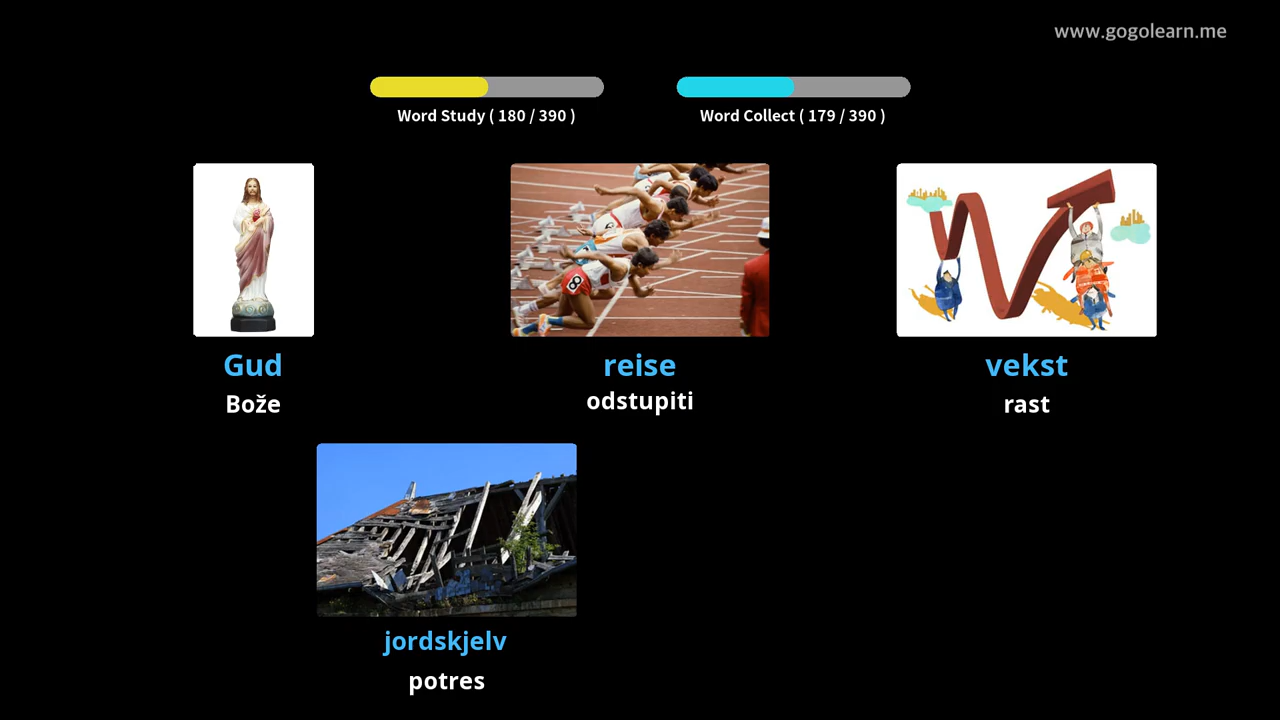 www.gogolearn.me
Word Study ( 180 / 390 )
Word Collect ( 179 / 390 )
8
Gud
Bože
reise
odstupiti
vekst
rast
jordskjelv
potres